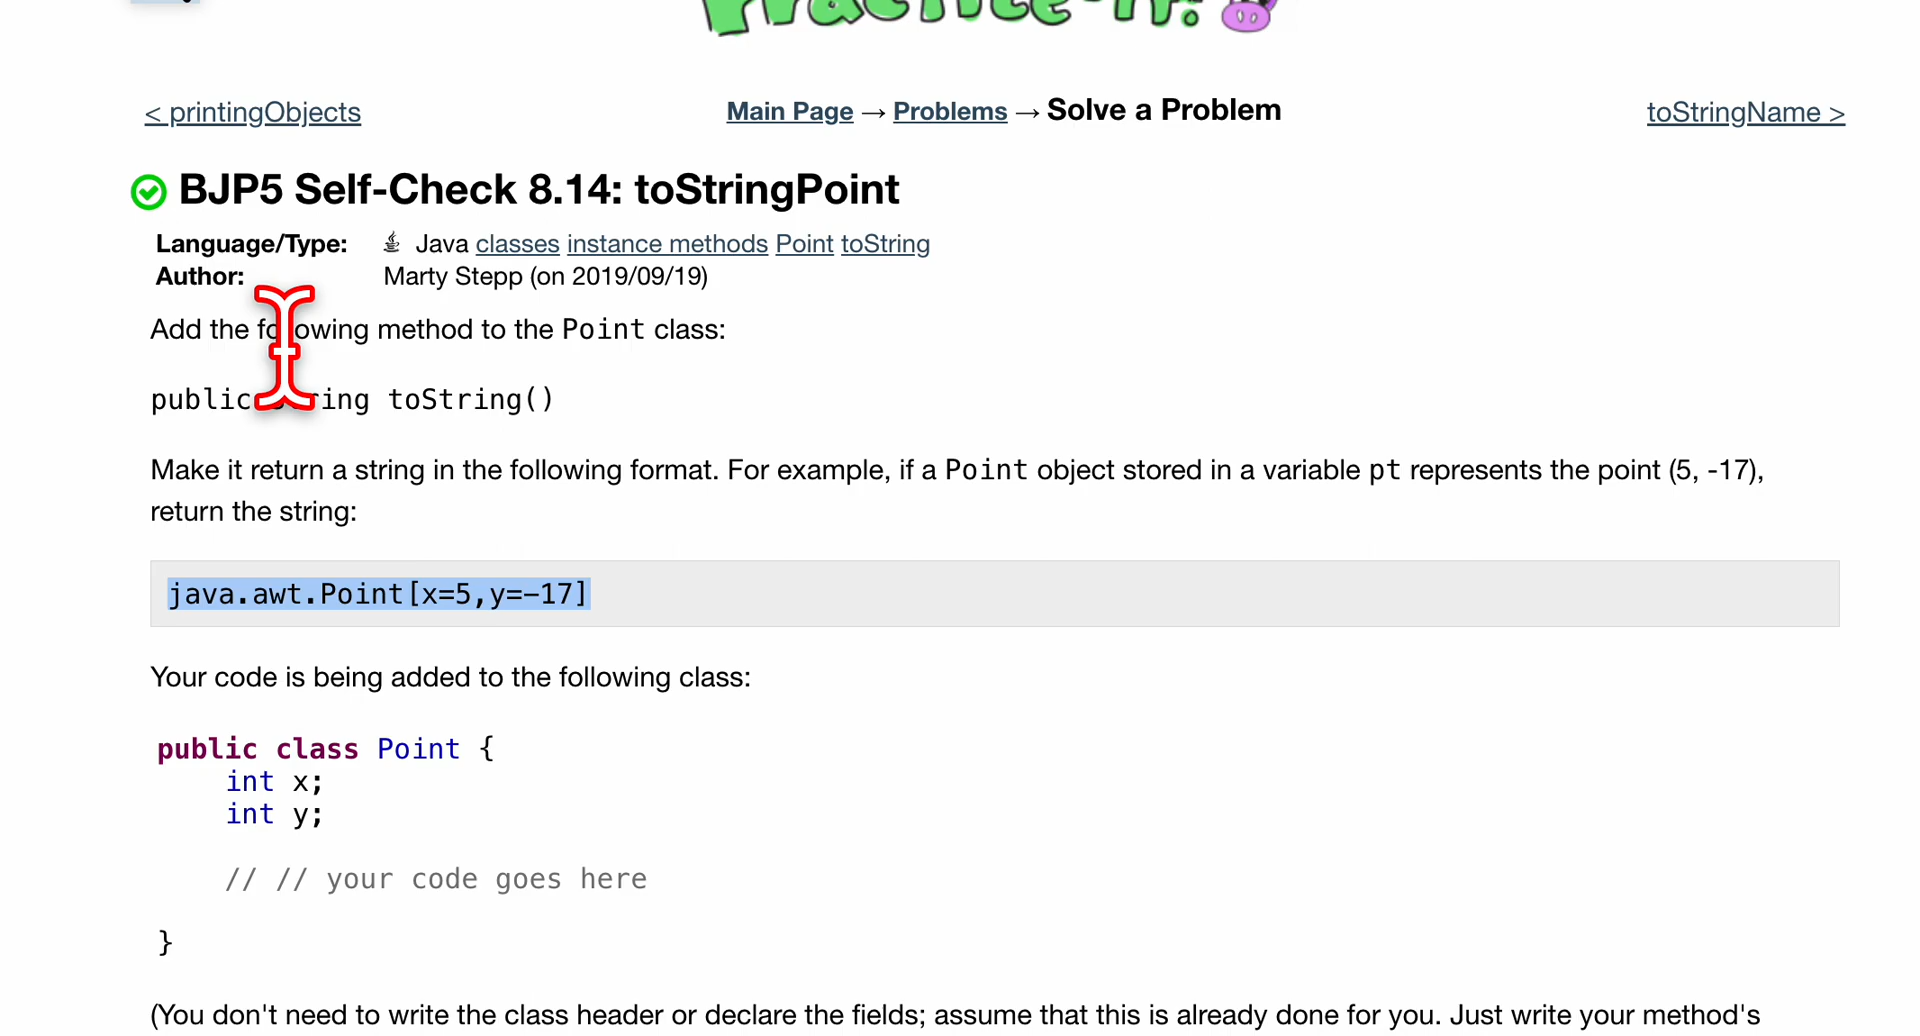 < printingObjects
Main Page → Problems → Solve a Problem
toStringName >
BJP5 Self-Check 8.14: toStringPoint
Language/Type: Java classes instance methods Point toString
Author: Marty Stepp (on 2019/09/19)
Add the following method to the Point class:
public String toString()
Make it return a string in the following format. For example, if a Point object stored in a variable pt represents the point (5, -17),
return the string:
java.awt.Point[x=5,y=-17]
Your code is being added to the following class:
public class Point {
int x;
int y;
// // your code goes here
}
(You don't need to write the class header or declare the fields; assume that this is already done for you. Just write your method's